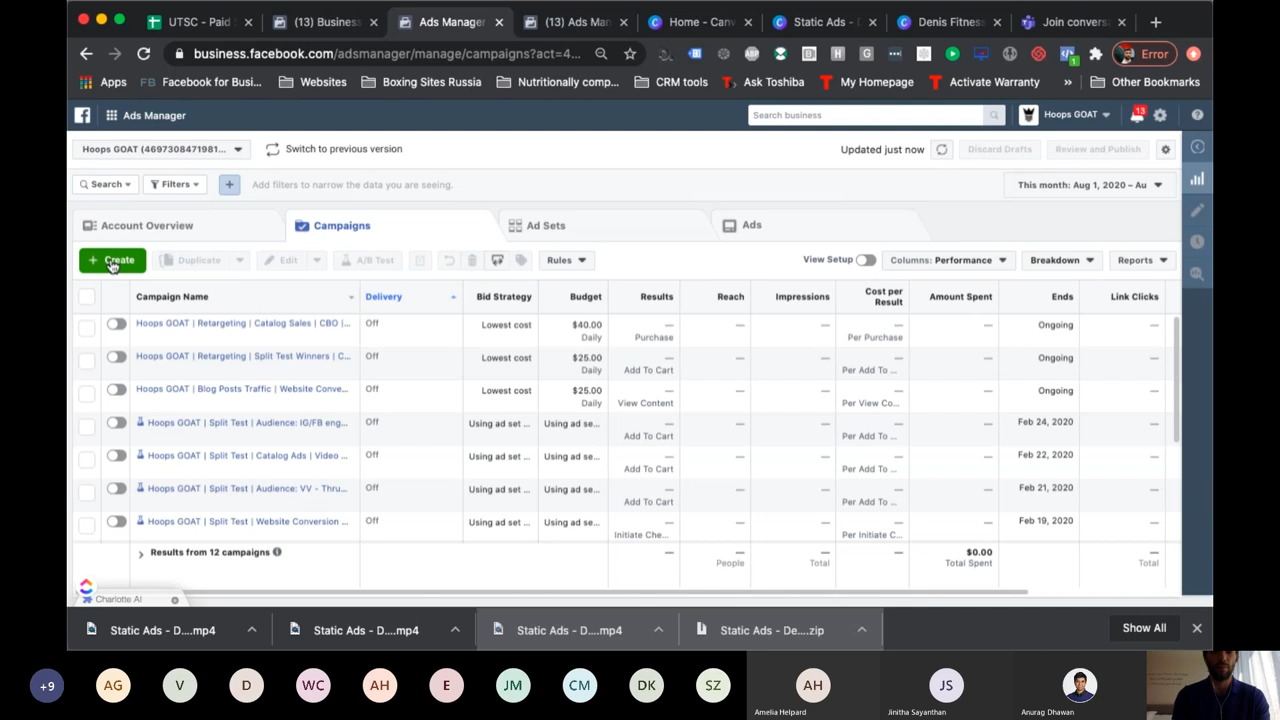 UTSC - Paid S
(13) Business
Ads Manager
(13) Ads Man
Home - Canv
Static Ads - D
Denis Fitness
Join convers
business.facebook.com/adsmanager/manage/campaigns?act=4...
Error
Apps
FB Facebook for Busi...
Websites
Boxing Sites Russia
Nutritionally comp...
CRM tools
Ask Toshiba
My Homepage
Activate Warranty
»
Other Bookmarks
Ads Manager
Search business
Hoops GOAT
13
Hoops GOAT (4697308471981...
Switch to previous version
Updated just now
Discard Drafts
Review and Publish
Search
Filters
+
Add filters to narrow the data you are seeing.
This month: Aug 1, 2020 – Au
Account Overview
Campaigns
Ad Sets
Ads
+ Create
Duplicate
Edit
A/B Test
Rules
View Setup
Columns: Performance
Breakdown
Reports
Campaign Name
Delivery
Bid Strategy
Budget
Results
Reach
Impressions
Cost per Result
Amount Spent
Ends
Link Clicks
Hoops GOAT | Retargeting | Catalog Sales | CBO |...
Off
Lowest cost
$40.00
Daily
—
Purchase
—
—
—
Per Purchase
—
Ongoing
—
Hoops GOAT | Retargeting | Split Test Winners | C...
Off
Lowest cost
$25.00
Daily
—
Add To Cart
—
—
—
Per Add To ...
—
Ongoing
—
Hoops GOAT | Blog Posts Traffic | Website Conve...
Off
Lowest cost
$25.00
Daily
—
View Content
—
—
—
Per View Co...
—
Ongoing
—
Hoops GOAT | Split Test | Audience: IG/FB eng...
Off
Using ad set ...
Using ad se...
—
Add To Cart
—
—
—
Per Add To ...
—
Feb 24, 2020
—
Hoops GOAT | Split Test | Catalog Ads | Video ...
Off
Using ad set ...
Using ad se...
—
Add To Cart
—
—
—
Per Add To ...
—
Feb 22, 2020
—
Hoops GOAT | Split Test | Audience: VV - Thru...
Off
Using ad set ...
Using ad se...
—
Add To Cart
—
—
—
Per Add To ...
—
Feb 21, 2020
—
Hoops GOAT | Split Test | Website Conversion ...
Off
Using ad set ...
Using ad se...
—
Initiate Che...
—
—
—
Per Initiate C...
—
Feb 19, 2020
—
Results from 12 campaigns
—
—
People
—
Total
—
$0.00
Total Spent
—
Total
Charlotte AI
Static Ads - D....mp4
Static Ads - D....mp4
Static Ads - D....mp4
Static Ads - De....zip
Show All
+9
AG
V
D
WC
AH
E
JM
CM
DK
SZ
AH
Amelia Helpard
JS
Jinitha Sayanthan
Anurag Dhawan